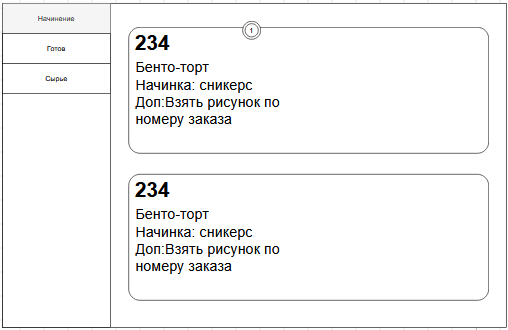 Начинение
Готов
Сырье
1
234
Бенто-торт
Начинка: сникерс
Доп:Взять рисунок по
номеру заказа
234
Бенто-торт
Начинка: сникерс
Доп:Взять рисунок по
номеру заказа